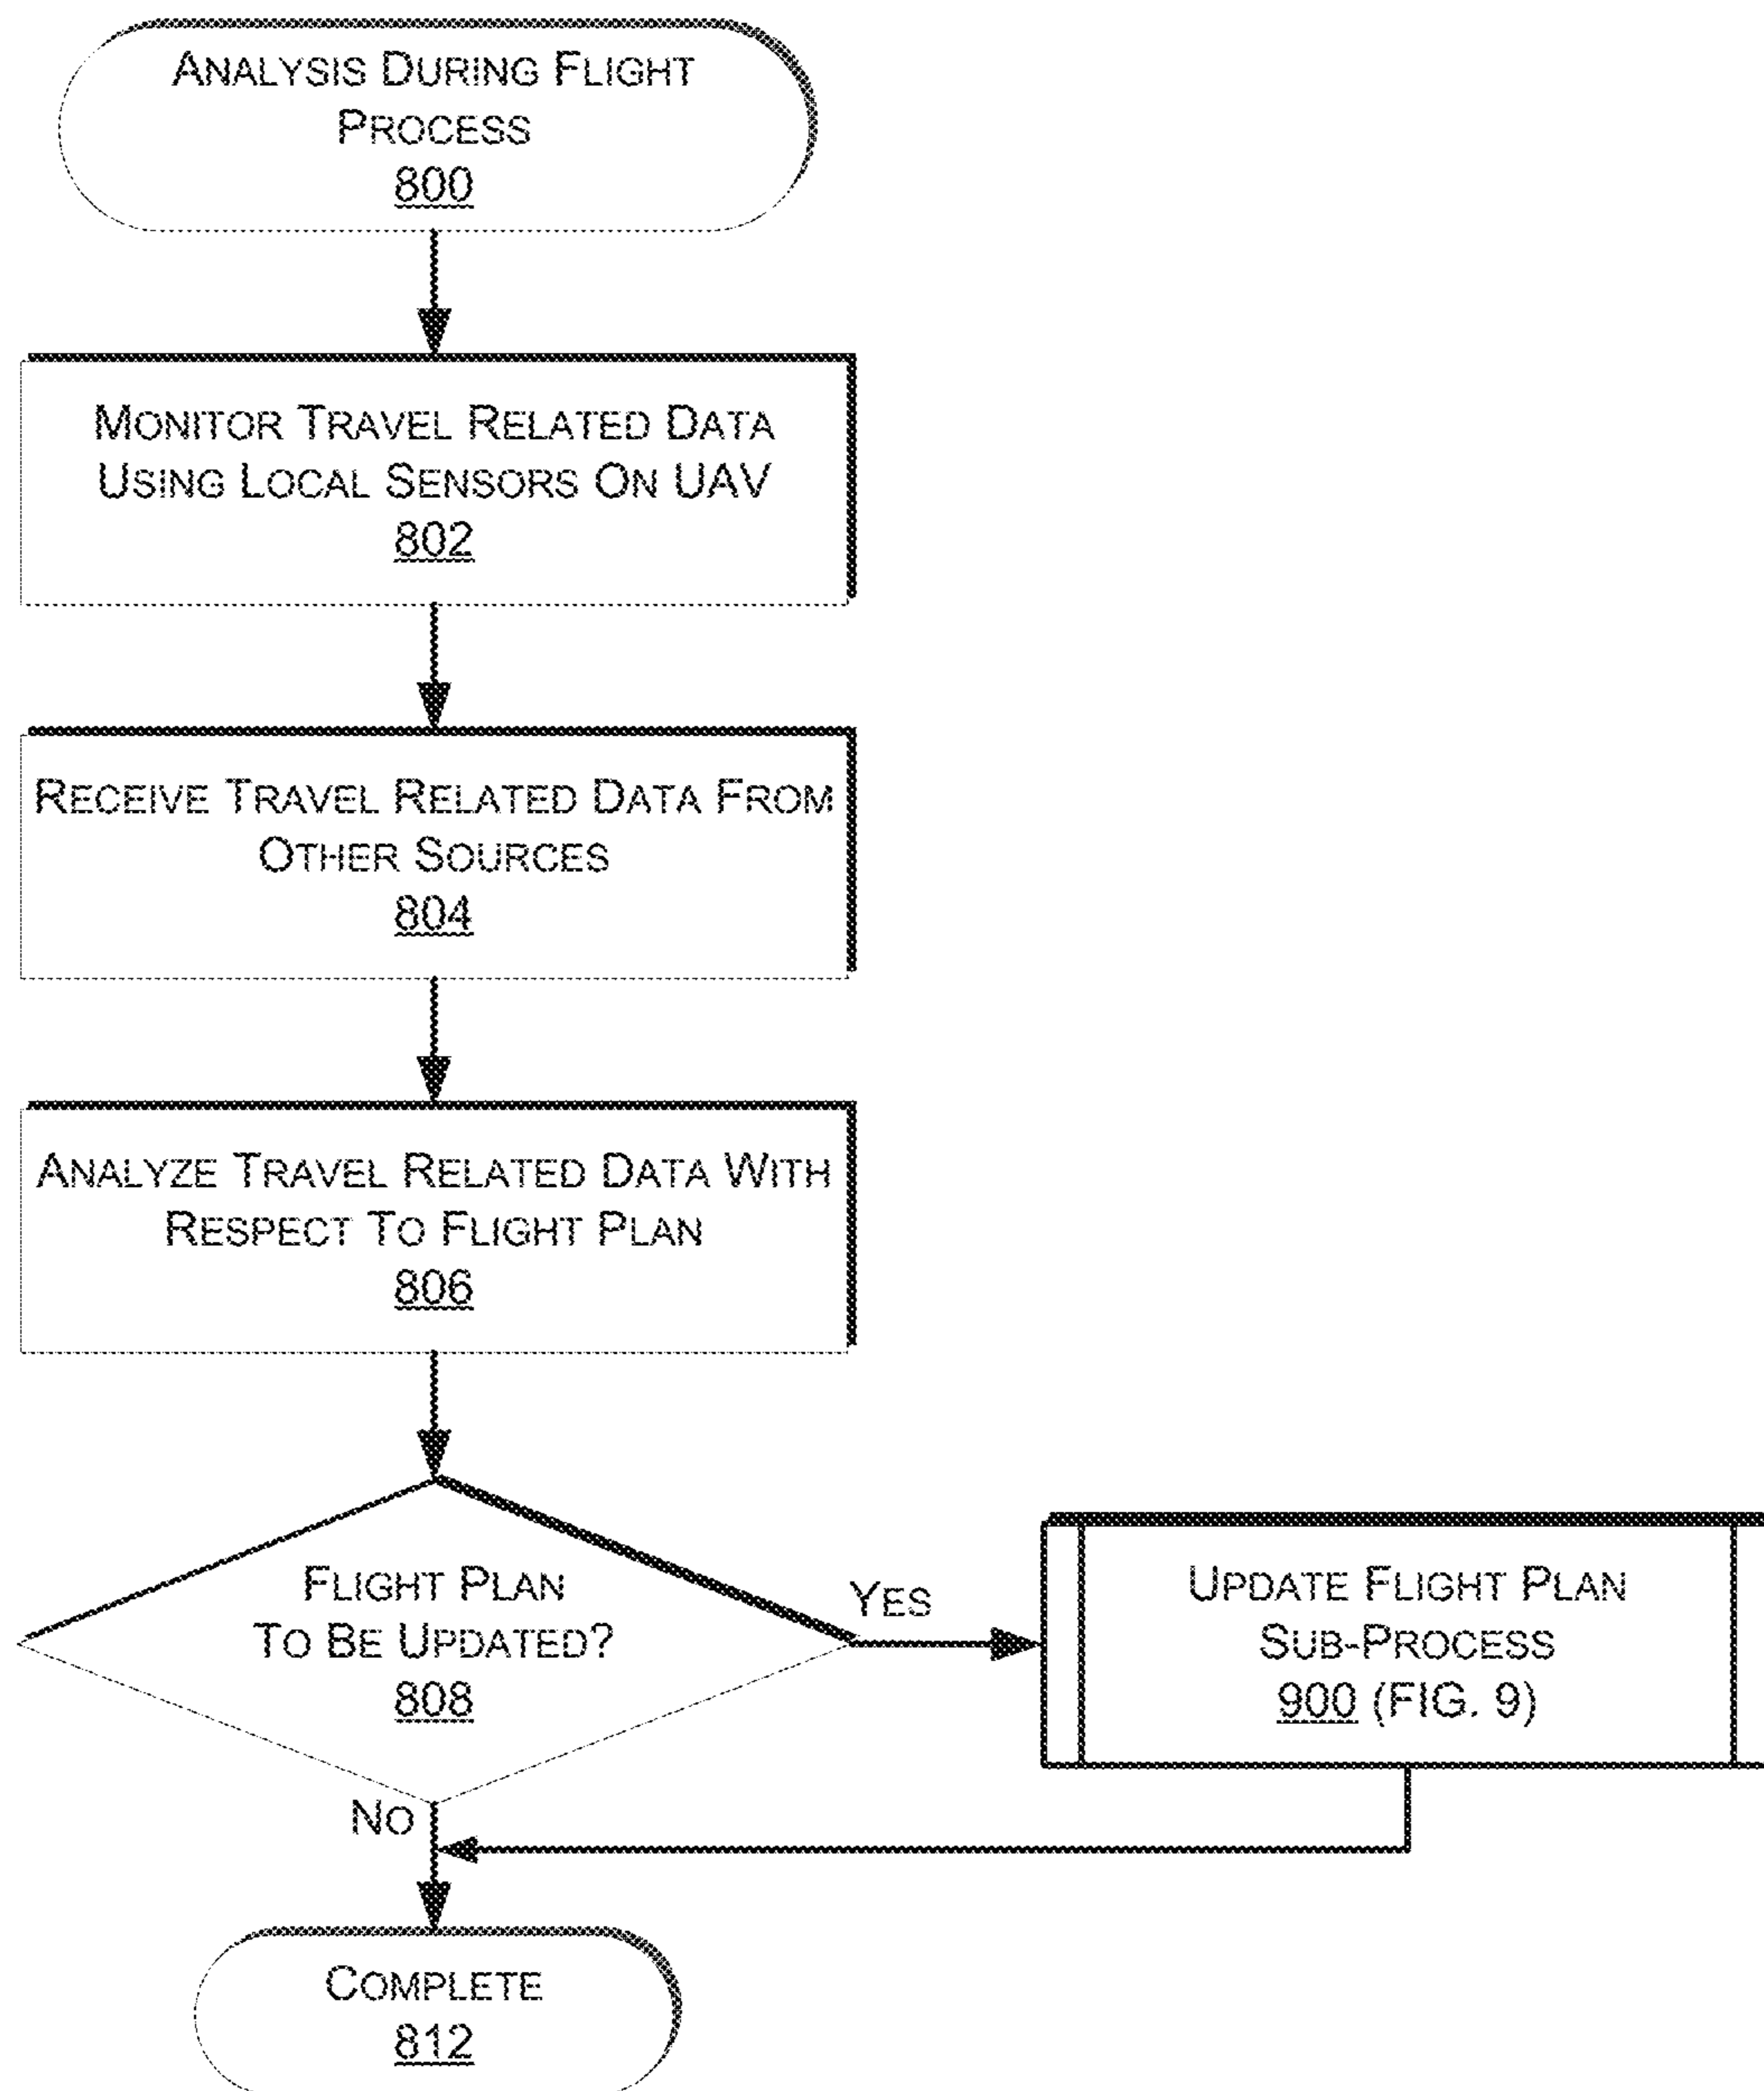 ANALYSIS DURING FLIGHT
PROCESS
800
MONITOR TRAVEL RELATED DATA
USING LOCAL SENSORS ON UAV
802
RECEIVE TRAVEL RELATED DATA FROM
OTHER SOURCES
804
ANALYZE TRAVEL RELATED DATA WITH
RESPECT TO FLIGHT PLAN
806
FLIGHT PLAN
TO BE UPDATED?
808
YES
UPDATE FLIGHT PLAN
SUB-PROCESS
900 (FIG. 9)
NO
COMPLETE
812